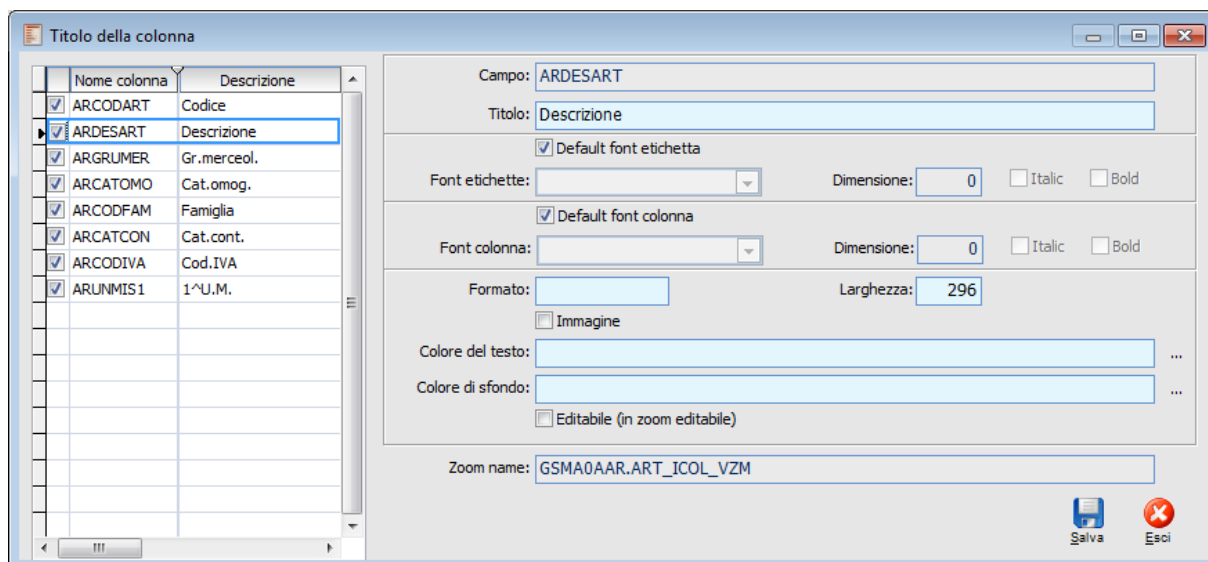 Titolo della colonna
Nome colonna Descrizione
ARCODART Codice
ARDESART Descrizione
ARGRUMER Gr.merceol.
ARCATOMO Cat.omog.
ARCODFAM Famiglia
ARCATCON Cat.cont.
ARCODIVA Cod.IVA
ARUNMIS1 1^U.M.
Campo: ARDESART
Titolo: Descrizione
Default font etichetta
Font etichette: Dimensione: 0 Italic Bold
Default font colonna
Font colonna: Dimensione: 0 Italic Bold
Formato: Larghezza: 296
Immagine
Colore del testo: ...
Colore di sfondo: ...
Editabile (in zoom editabile)
Zoom name: GSMA0AAR.ART_ICOL_VZM
Salva Esci